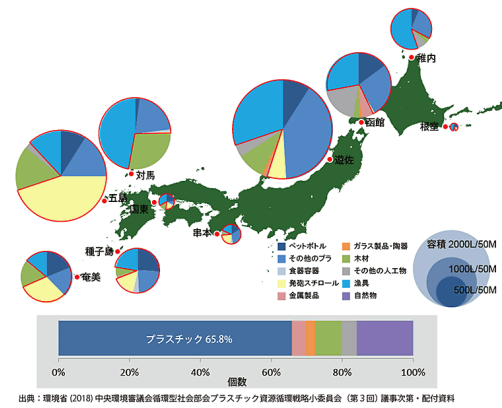 稚内
函館
根室
遊佐
対馬
五島
国東
串本
種子島
奄美
ペットボトル
その他のプラ
食器容器
発泡スチロール
金属製品
ガラス製品・陶器
木材
その他の人工物
漁具
自然物
容積 2000L/50M
1000L/50M
500L/50M
プラスチック 65.8%
0% 20% 40% 60% 80% 100%
個数
出典：環境省 (2018) 中央環境審議会循環型社会部会プラスチック資源循環戦略小委員会（第３回）議事次第・配付資料